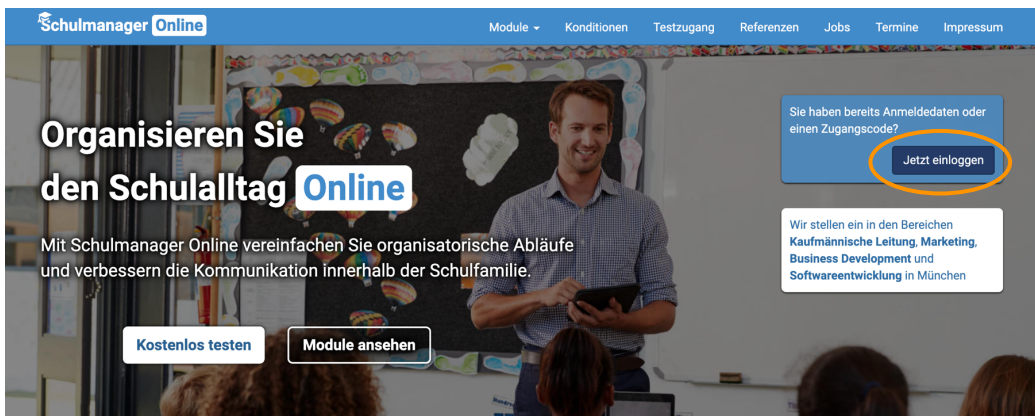 Schulmanager Online
Module Konditionen Testzugang Referenzen Jobs Termine Impressum
Organisieren Sie
den Schulalltag Online
Mit Schulmanager Online vereinfachen Sie organisatorische Abläufe
und verbessern die Kommunikation innerhalb der Schulfamilie.
Kostenlos testen
Module ansehen
Sie haben bereits Anmeldedaten oder
einen Zugangscode?
Jetzt einloggen
Wir stellen ein in den Bereichen
Kaufmännische Leitung, Marketing,
Business Development und
Softwareentwicklung in München